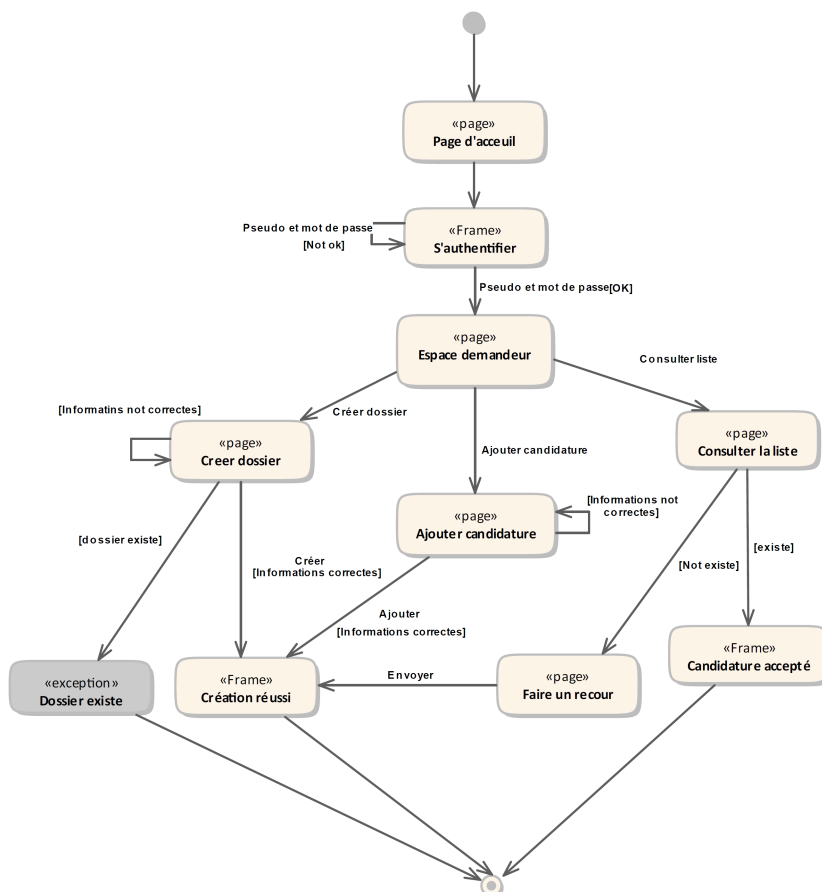 «page»
Page d'acceuil
Pseudo et mot de passe
[Not ok]
«Frame»
S'authentifier
Pseudo et mot de passe[OK]
«page»
Espace demandeur
Consulter liste
[Informatins not correctes]
Créer dossier
«page»
Creer dossier
«page»
Consulter la liste
Ajouter candidature
«page»
Ajouter candidature
[Informations not
correctes]
[dossier existe]
[existe]
Créer
[Informations correctes]
[Not existe]
Ajouter
[Informations correctes]
«Frame»
Candidature accepté
«exception»
Dossier existe
«Frame»
Création réussi
Envoyer
«page»
Faire un recour